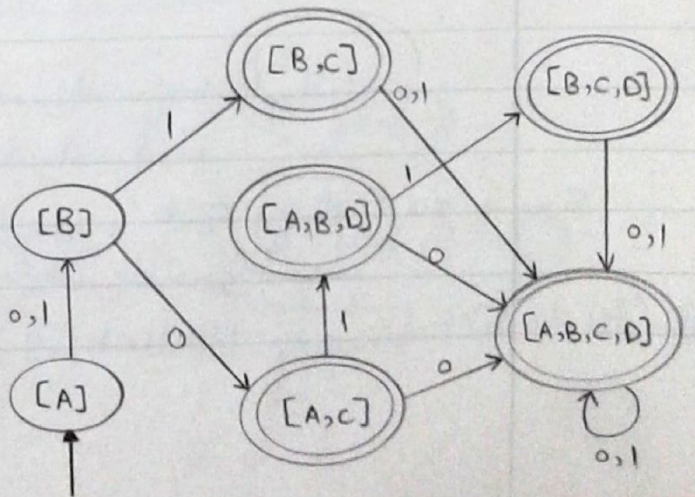 [B,C]
[B,C,D]
0,1
1
1
[B]
[A,B,D]
0
0,1
0,1
0
1
[A,B,C,D]
[A]
[A,C]
0
0,1